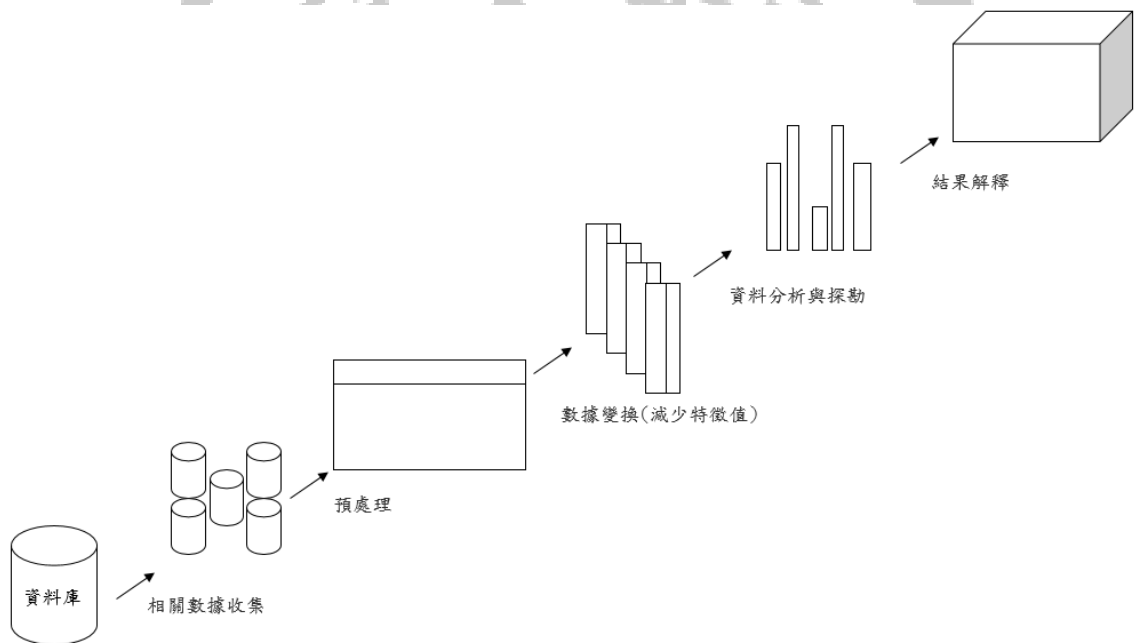 結果解釋
資料分析與探勘
數據變換(減少特徵值)
預處理
資料庫
相關數據收集